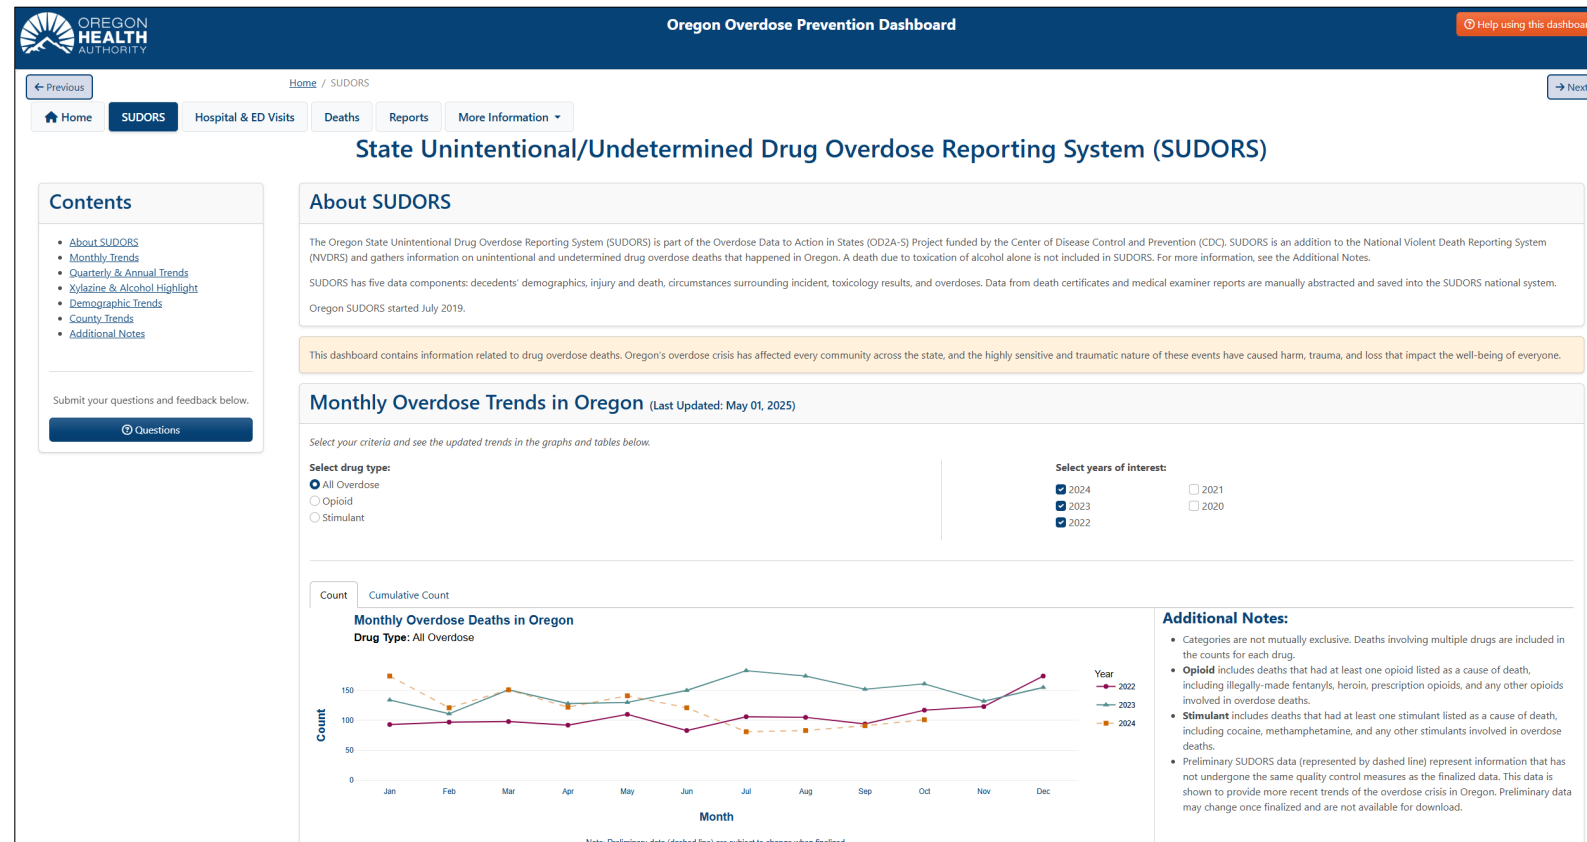 OREGON
HEALTH
AUTHORITY
Oregon Overdose Prevention Dashboard
Help using this
← Previous
Home / SUDORS
→ Next
Home
SUDORS
Hospital & ED Visits
Deaths
Reports
More Information
State Unintentional/Undetermined Drug Overdose Reporting System (SUDORS)
Contents
• About SUDORS
• Monthly Trends
• Quarterly & Annual Trends
• Xylazine & Alcohol Highlight
• Demographic Trends
• County Trends
• Additional Notes
Submit your questions and feedback below.
Questions
About SUDORS
The Oregon State Unintentional Drug Overdose Reporting System (SUDORS) is part of the Overdose Data to Action in States (OD2A-S) Project funded by the Center of Disease Control and Prevention (CDC). SUDORS is an addition to the National Violent Death Reporting System
(NVDRS) and gathers information on unintentional and undetermined drug overdose deaths that happened in Oregon. A death due to toxication of alcohol alone is not included in SUDORS. For more information, see the Additional Notes.
SUDORS has five data components: decedents' demographics, injury and death, circumstances surrounding incident, toxicology results, and overdoses. Data from death certificates and medical examiner reports are manually abstracted and saved into the SUDORS national system.
Oregon SUDORS started July 2019.
This dashboard contains information related to drug overdose deaths. Oregon's overdose crisis has affected every community across the state, and the highly sensitive and traumatic nature of these events have caused harm, trauma, and loss that impact the well-being of everyone.
Monthly Overdose Trends in Oregon (Last Updated: May 01, 2025)
Select your criteria and see the updated trends in the graphs and tables below.
Select drug type:
All Overdose
Opioid
Stimulant
Select years of interest:
2024
2023
2022
2021
2020
Count
Cumulative Count
Monthly Overdose Deaths in Oregon
Drug Type: All Overdose
Count
150
100
50
0
Jan
Feb
Mar
Apr
May
Jun
Jul
Aug
Sep
Oct
Nov
Dec
Month
Year
2022
2023
2024
Note: Preliminary data (dashed line) are subject to change when finalized.
Additional Notes:
• Categories are not mutually exclusive. Deaths involving multiple drugs are included in
the counts for each drug.
• Opioid includes deaths that had at least one opioid listed as a cause of death,
including illegally-made fentanyls, heroin, prescription opioids, and any other opioids
involved in overdose deaths.
• Stimulant includes deaths that had at least one stimulant listed as a cause of death,
including cocaine, methamphetamine, and any other stimulants involved in overdose
deaths.
• Preliminary SUDORS data (represented by dashed line) represent information that has
not undergone the same quality control measures as the finalized data. This data is
shown to provide more recent trends of the overdose crisis in Oregon. Preliminary data
may change once finalized and are not available for download.